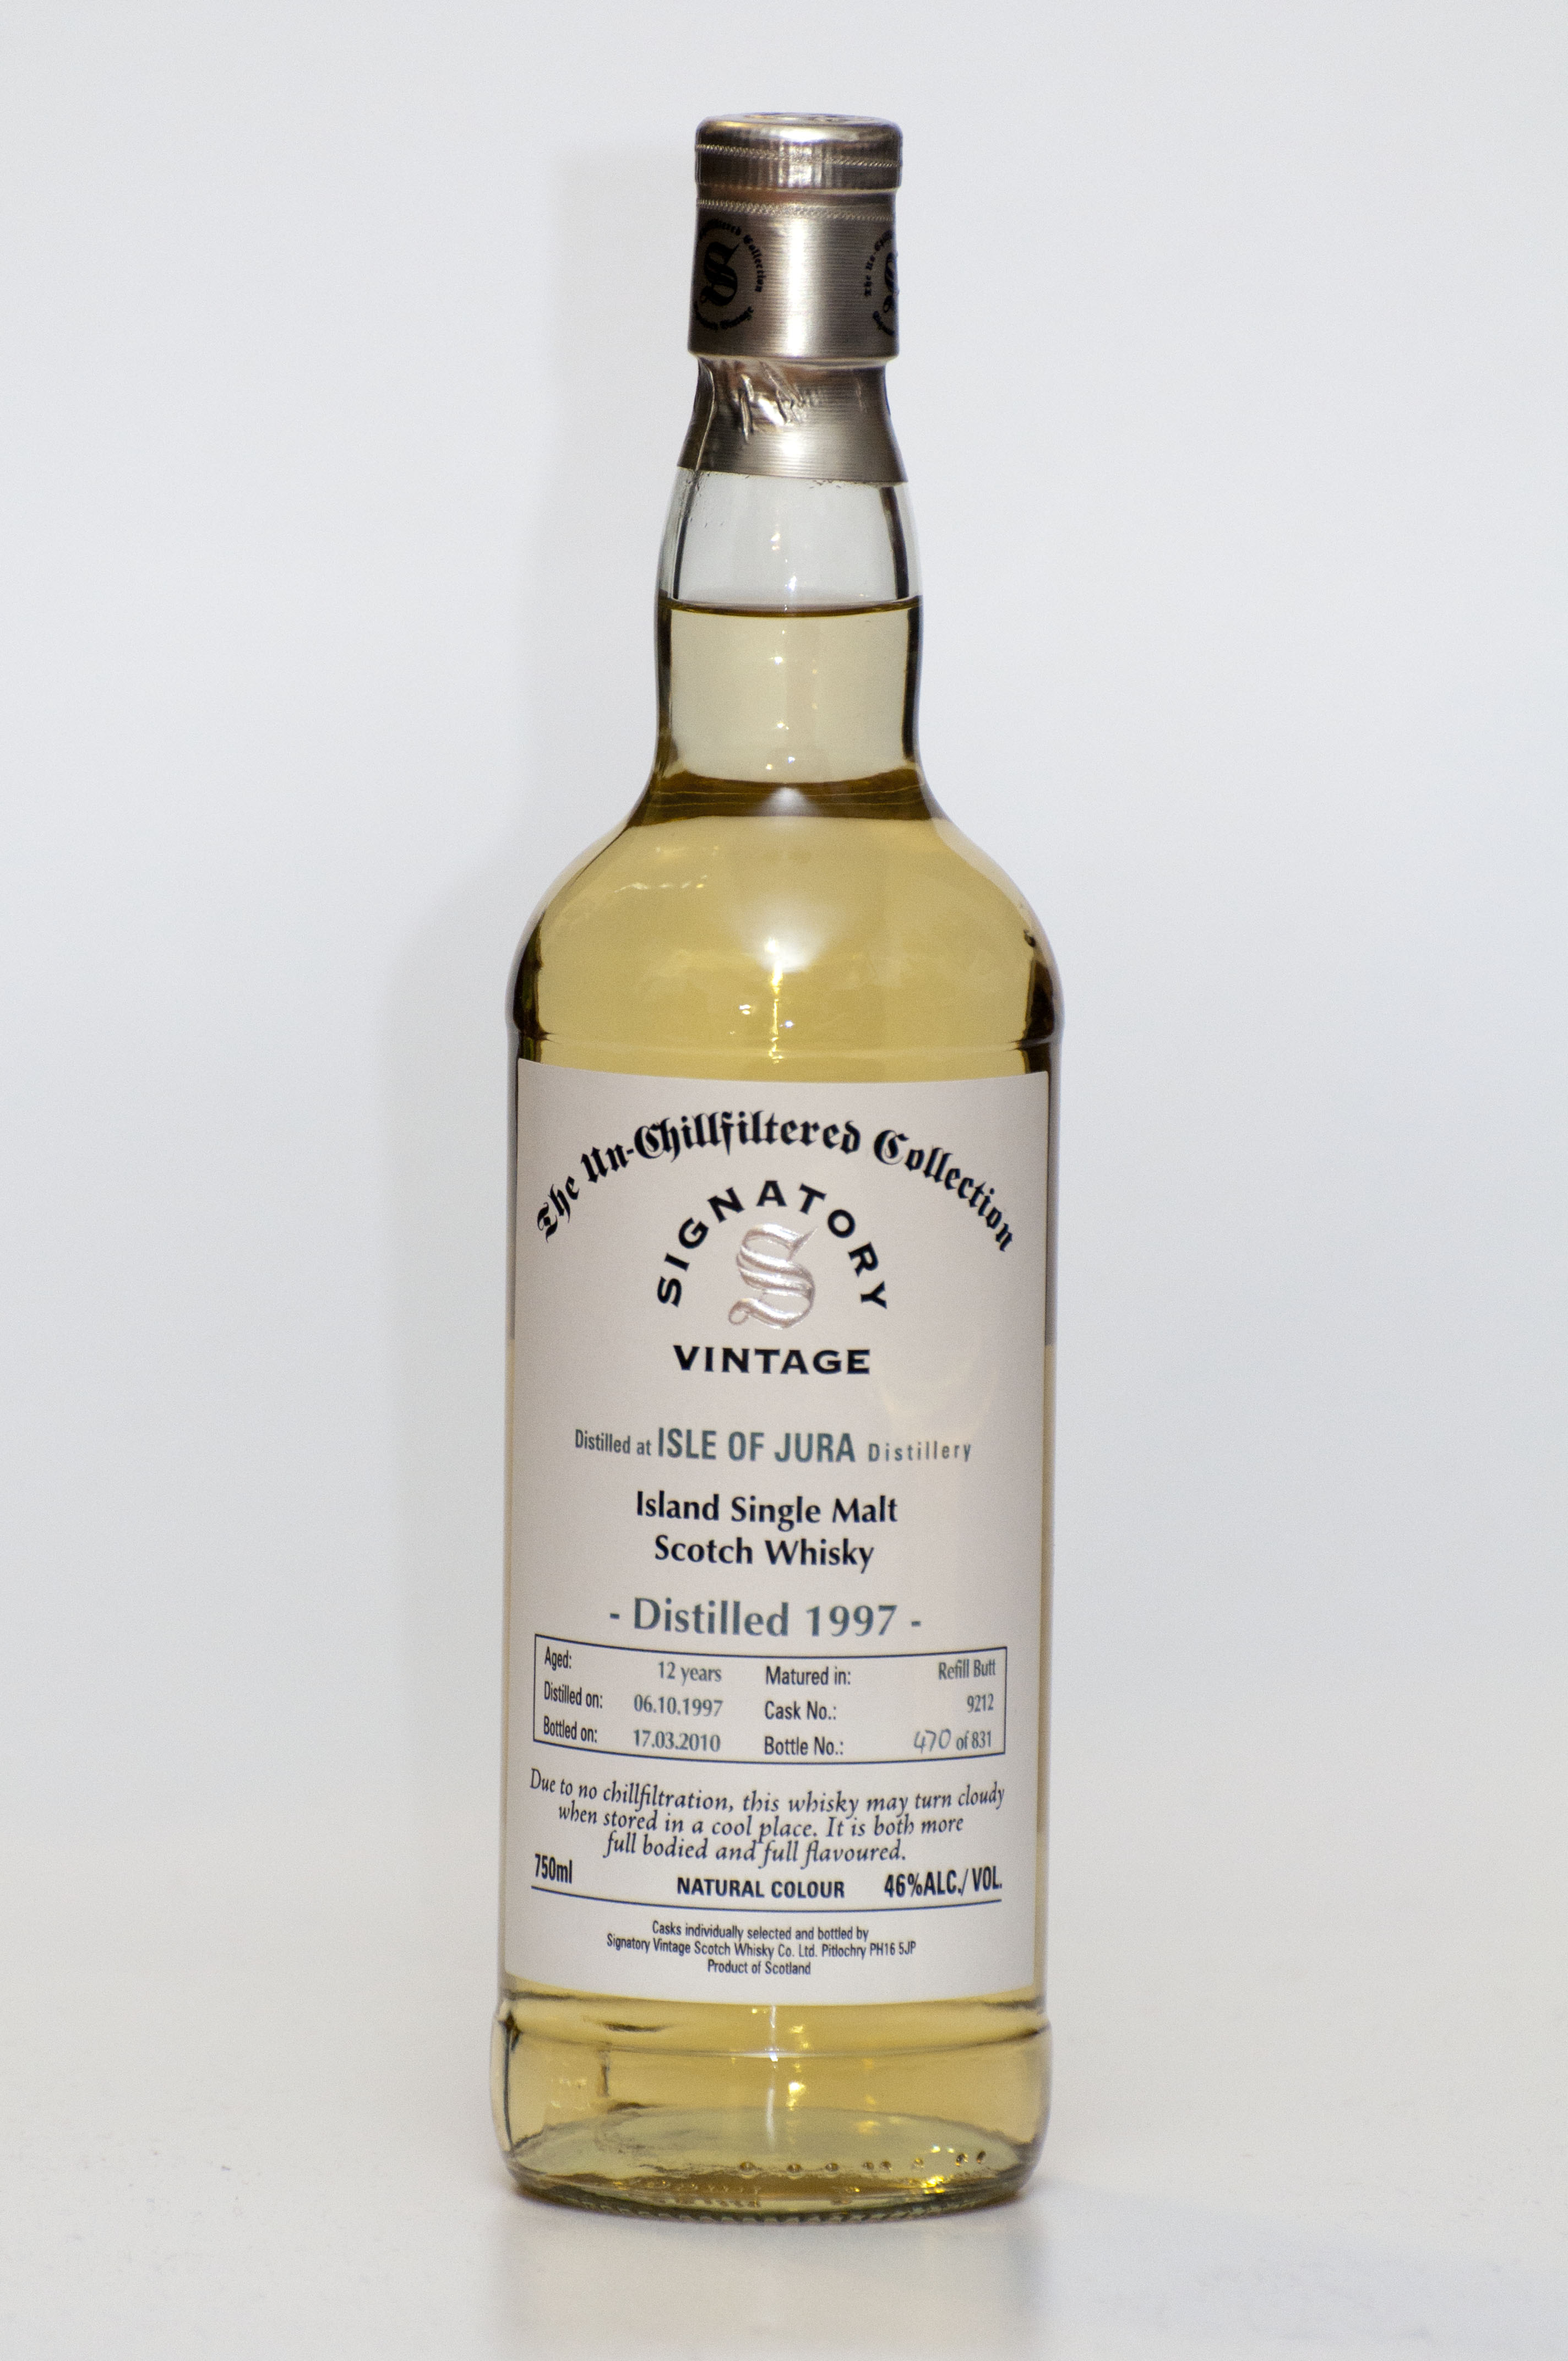 The Un-Chillfiltered Collection
SIGNATORY
S
VINTAGE
Distilled at ISLE OF JURA Distillery
Island Single Malt
Scotch Whisky
- Distilled 1997 -
Aged: 12 years Matured in: Refill Butt
Distilled on: 06.10.1997 Cask No.: 9212
Bottled on: 17.03.2010 Bottle No.: 470 of 831
Due to no chillfiltration, this whisky may turn cloudy
when stored in a cool place. It is both more
full bodied and full flavoured.
750ml NATURAL COLOUR 46%ALC./VOL.
Casks individually selected and bottled by
Signatory Vintage Scotch Whisky Co. Ltd. Pitlochry PH16 5JP
Product of Scotland